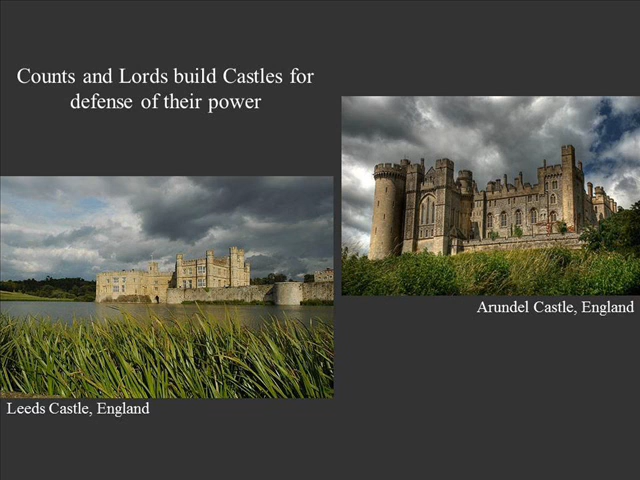 Counts and Lords build Castles for
defense of their power
Arundel Castle, England
Leeds Castle, England